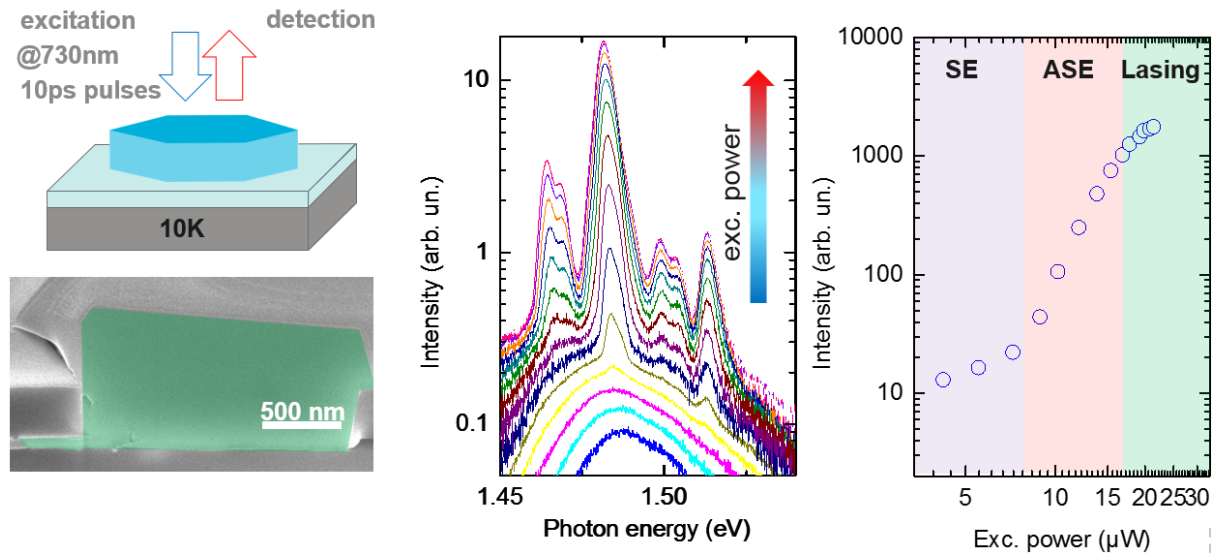 excitation
@730nm
10ps pulses
detection
10K
500 nm
10
1
0.1
1.45
1.50
Intensity (arb. un.)
Photon energy (eV)
exc. power
10000
1000
100
10
SE
ASE
Lasing
5
10
15
20
25
30
Intensity (arb. un.)
Exc. power (µW)